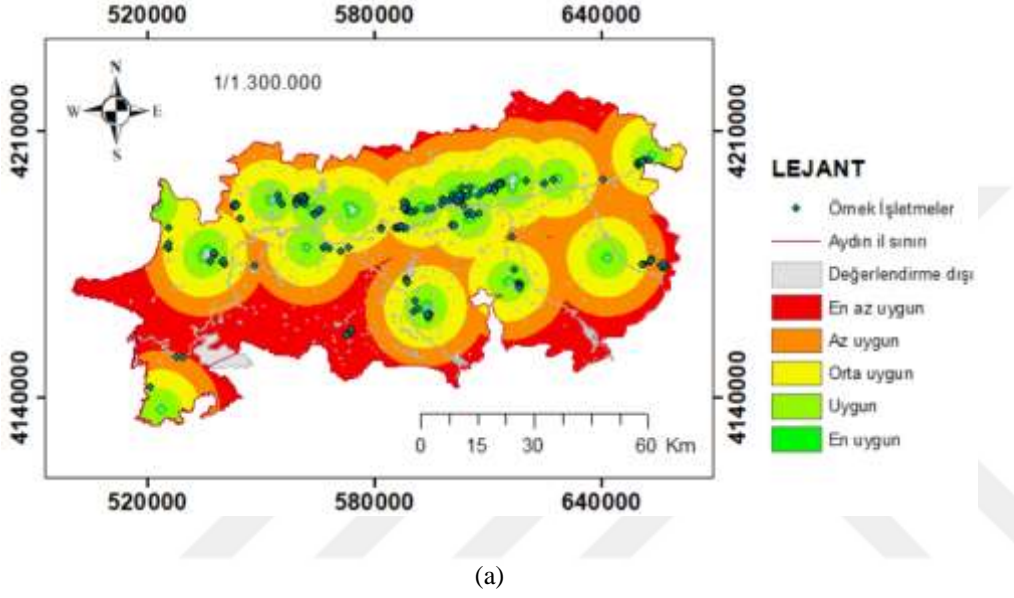 520000 580000 640000
N
W E
S
1/1.300.000
4210000 4210000
4140000 4140000
LEJANT
Örnek İşletmeler
Aydın il sınırı
Değerlendirme dışı
En az uygun
Az uygun
Orta uygun
Uygun
En uygun
0 15 30 60 Km
520000 580000 640000
(a)